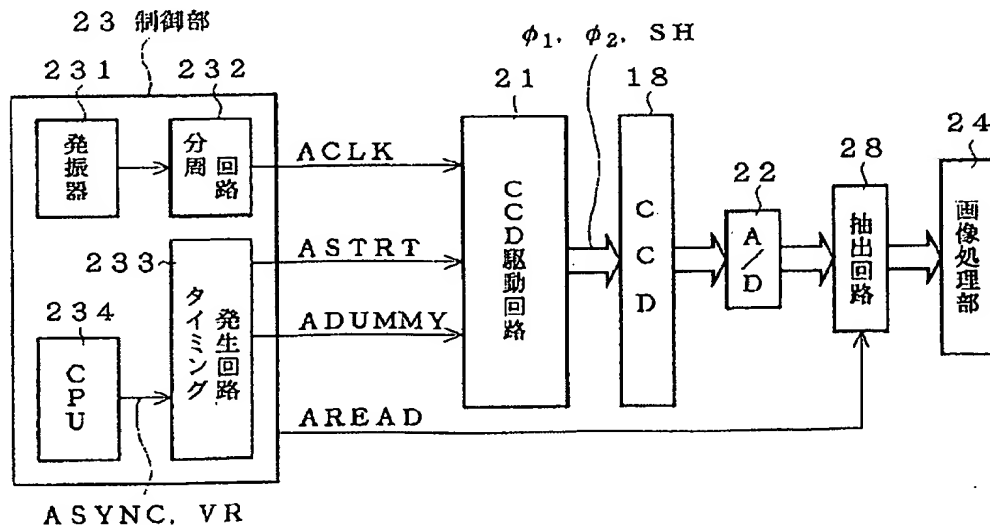 23 制御部
231
232
発振器
分周回路
ACLK
233
タイミング発生回路
ASTRT
ADUMMY
234
CPU
AREAD
ASYNC, VR
21
CCD駆動回路
φ1, φ2, SH
18
CCD
22
A/D
28
抽出回路
24
画像処理部